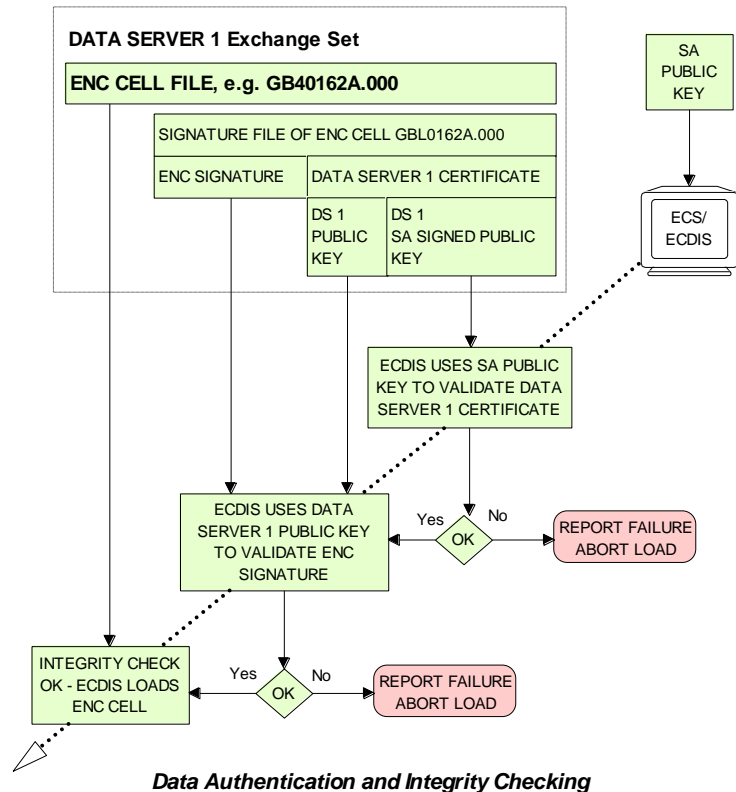 DATA SERVER 1 Exchange Set
ENC CELL FILE, e.g. GB40162A.000
SIGNATURE FILE OF ENC CELL GBL0162A.000
ENC SIGNATURE
DATA SERVER 1 CERTIFICATE
DS 1
PUBLIC
KEY
DS 1
SA SIGNED PUBLIC
KEY
SA
PUBLIC
KEY
ECS/
ECDIS
ECDIS USES SA PUBLIC
KEY TO VALIDATE DATA
SERVER 1 CERTIFICATE
ECDIS USES DATA
SERVER 1 PUBLIC KEY
TO VALIDATE ENC
SIGNATURE
Yes
OK
No
REPORT FAILURE
ABORT LOAD
INTEGRITY CHECK
OK - ECDIS LOADS
ENC CELL
Yes
OK
No
REPORT FAILURE
ABORT LOAD
Data Authentication and Integrity Checking